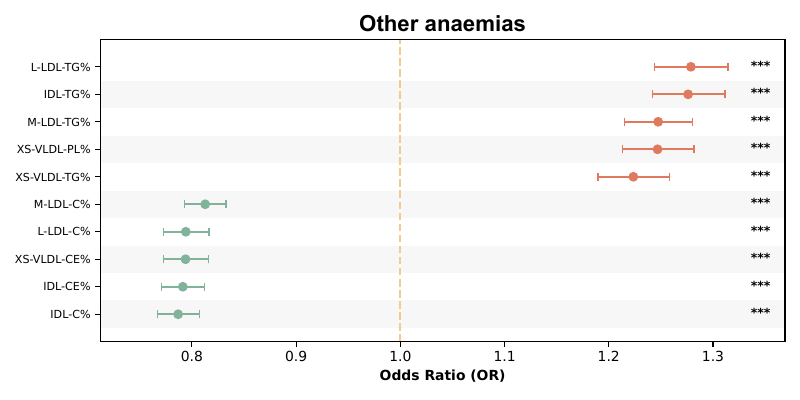 Other anaemias
L-LDL-TG% ***
IDL-TG% ***
M-LDL-TG% ***
XS-VLDL-PL% ***
XS-VLDL-TG% ***
M-LDL-C% ***
L-LDL-C% ***
XS-VLDL-CE% ***
IDL-CE% ***
IDL-C% ***
0.8 0.9 1.0 1.1 1.2 1.3
Odds Ratio (OR)